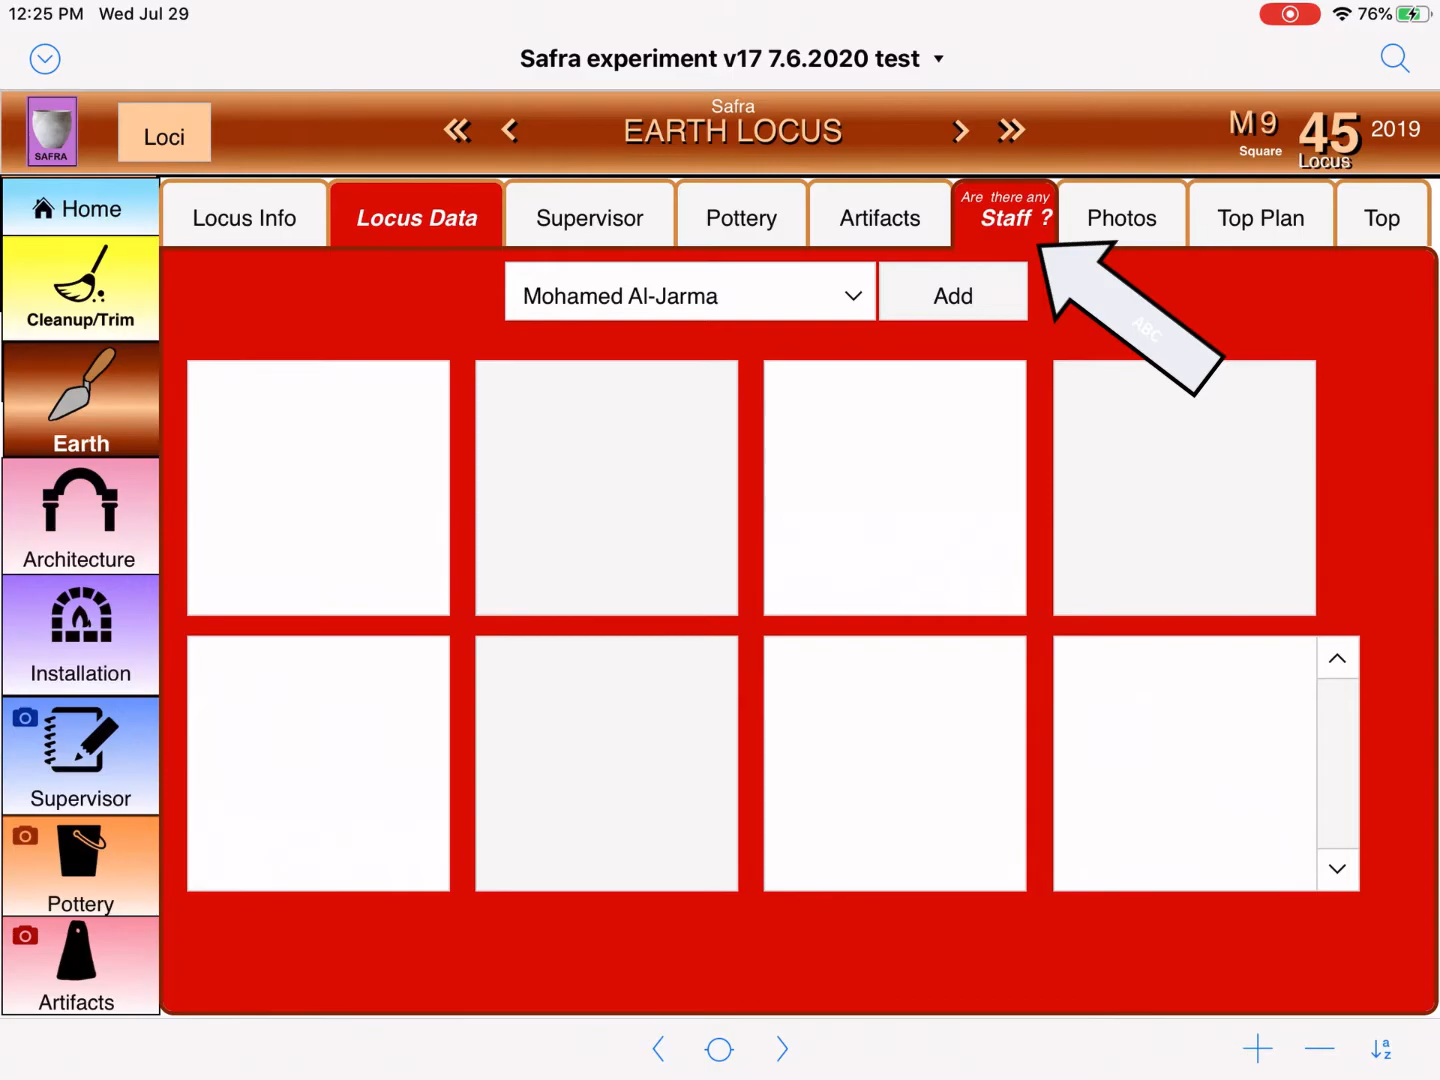 12:25 PM Wed Jul 29
76%
Safra experiment v17 7.6.2020 test
SAFRA
Loci
Safra
EARTH LOCUS
M 9
Square
45
Locus
2019
Home
Locus Info
Locus Data
Supervisor
Pottery
Artifacts
Are there any
Staff ?
Photos
Top Plan
Top
Cleanup/Trim
Mohamed Al-Jarma
Add
ABC
Earth
Architecture
Installation
Supervisor
Pottery
Artifacts
a
z